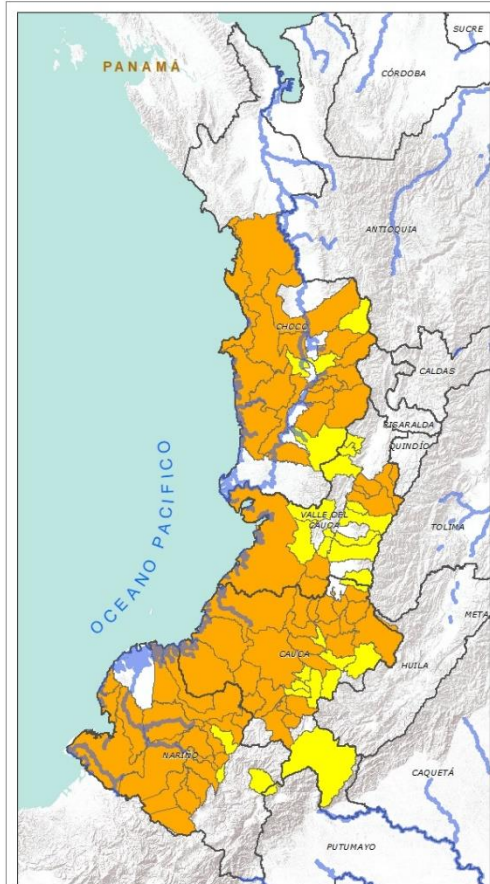 SUCRE
PANAMÁ
CÓRDOBA
ANTIOQUIA
CHOCÓ
CALDAS
RISARALDA
QUINDÍO
OCEANO PACIFICO
VALLE DEL
CAUCA
TOLIMA
META
CAUCA
HUILA
NARIÑO
CAQUETÁ
PUTUMAYO